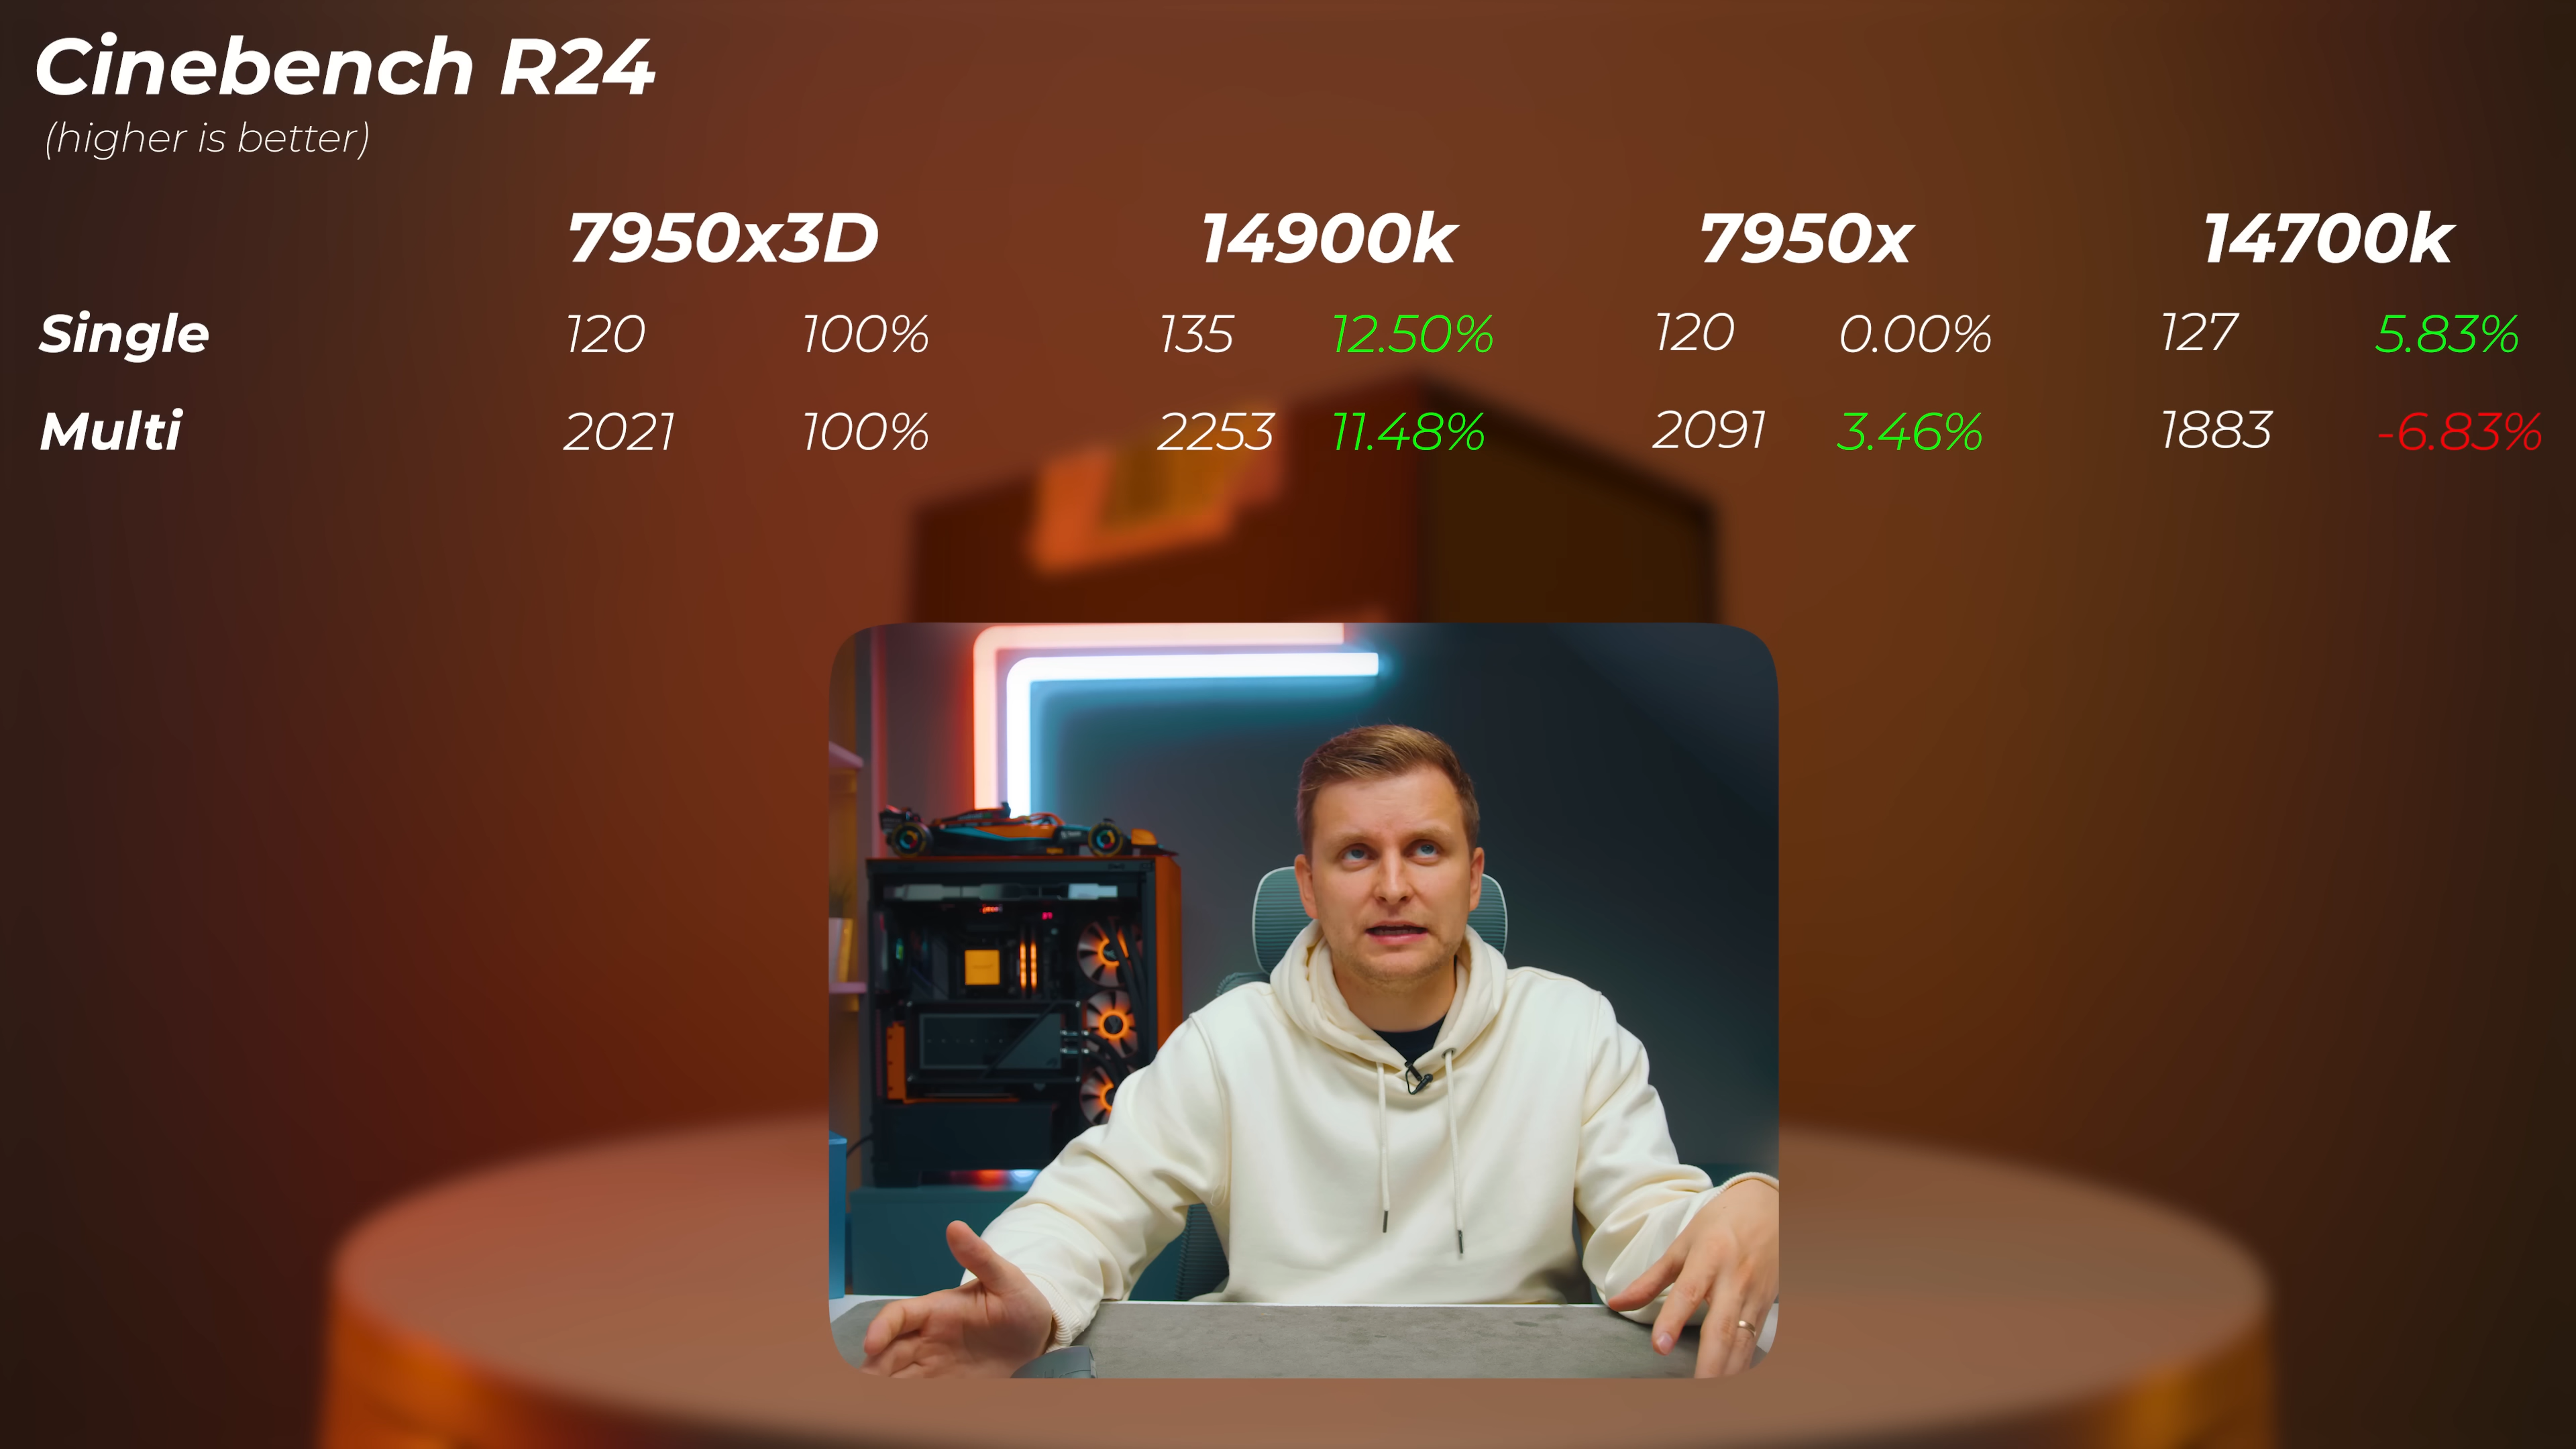 Cinebench R24
(higher is better)
7950x3D 14900k 7950x 14700k
Single 120 100% 135 12.50% 120 0.00% 127 5.83%
Multi 2021 100% 2253 11.48% 2091 3.46% 1883 -6.83%